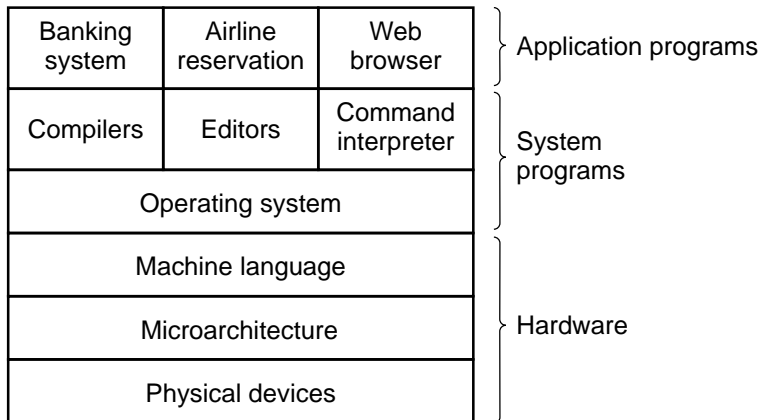 Banking
system
Airline
reservation
Web
browser
Application programs
Compilers
Editors
Command
interpreter
System
programs
Operating system
Machine language
Microarchitecture
Hardware
Physical devices